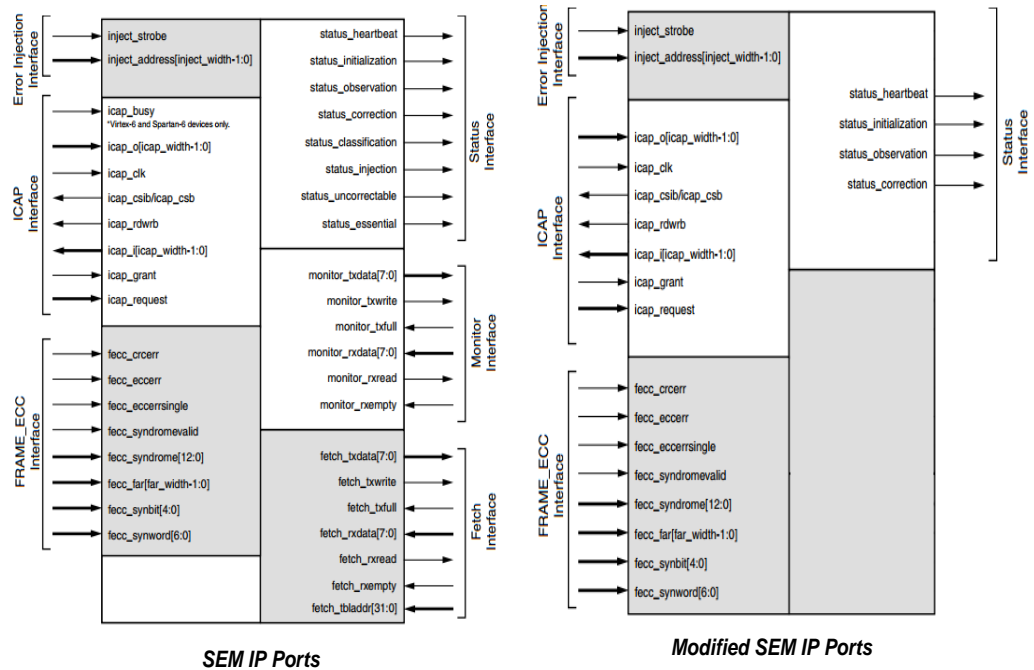 Error Injection
Interface
inject_strobe
inject_address[inject_width-1:0]
ICAP
Interface
icap_busy
*Virtex-6 and Spartan-6 devices only.
icap_o[icap_width-1:0]
icap_clk
icap_csib/icap_csb
icap_rdwrb
icap_i[icap_width-1:0]
icap_grant
icap_request
FRAME_ECC
Interface
fecc_crcerr
fecc_eccerr
fecc_eccerrsingle
fecc_syndromevalid
fecc_syndrome[12:0]
fecc_far[far_width-1:0]
fecc_synbit[4:0]
fecc_synword[6:0]
status_heartbeat
status_initialization
status_observation
status_correction
status_classification
status_injection
status_uncorrectable
status_essential
Status
Interface
monitor_txdata[7:0]
monitor_txwrite
monitor_txfull
monitor_rxdata[7:0]
monitor_rxread
monitor_rxempty
Monitor
Interface
fetch_txdata[7:0]
fetch_txwrite
fetch_txfull
fetch_rxdata[7:0]
fetch_rxread
fetch_rxempty
fetch_tbladdr[31:0]
Fetch
Interface
SEM IP Ports
Error Injection
Interface
inject_strobe
inject_address[inject_width-1:0]
ICAP
Interface
icap_o[icap_width-1:0]
icap_clk
icap_csib/icap_csb
icap_rdwrb
icap_i[icap_width-1:0]
icap_grant
icap_request
FRAME_ECC
Interface
fecc_crcerr
fecc_eccerr
fecc_eccerrsingle
fecc_syndromevalid
fecc_syndrome[12:0]
fecc_far[far_width-1:0]
fecc_synbit[4:0]
fecc_synword[6:0]
status_heartbeat
status_initialization
status_observation
status_correction
Status
Interface
Modified SEM IP Ports